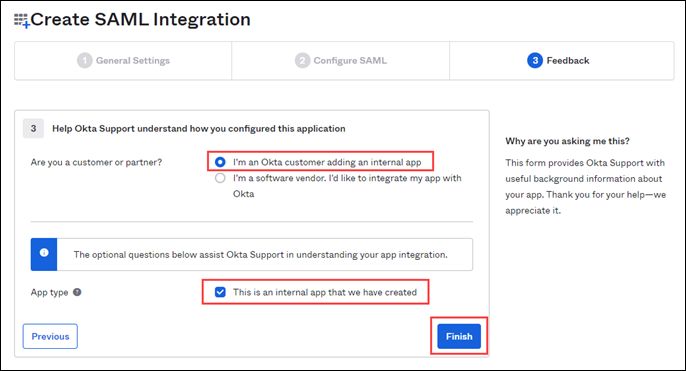 Create SAML Integration
1 General Settings
2 Configure SAML
3 Feedback
3 Help Okta Support understand how you configured this application
Are you a customer or partner?
I'm an Okta customer adding an internal app
I'm a software vendor. I'd like to integrate my app with
Okta
i
The optional questions below assist Okta Support in understanding your app integration.
App type ?
This is an internal app that we have created
Previous
Finish
Why are you asking me this?
This form provides Okta Support with
useful background information about
your app. Thank you for your help—we
appreciate it.